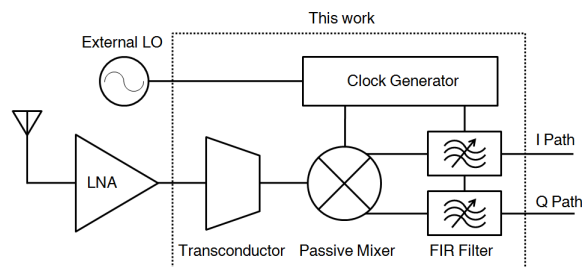 This work
External LO
Clock Generator
I Path
LNA
Q Path
Transconductor Passive Mixer FIR Filter